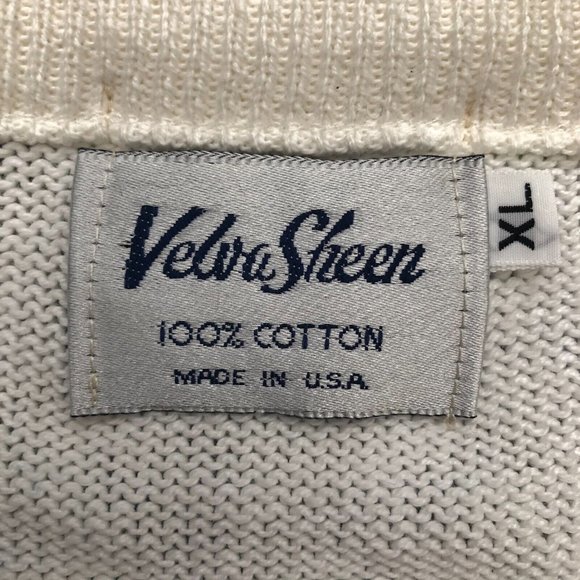 Velva Sheen
100% COTTON
MADE IN U.S.A.
XL